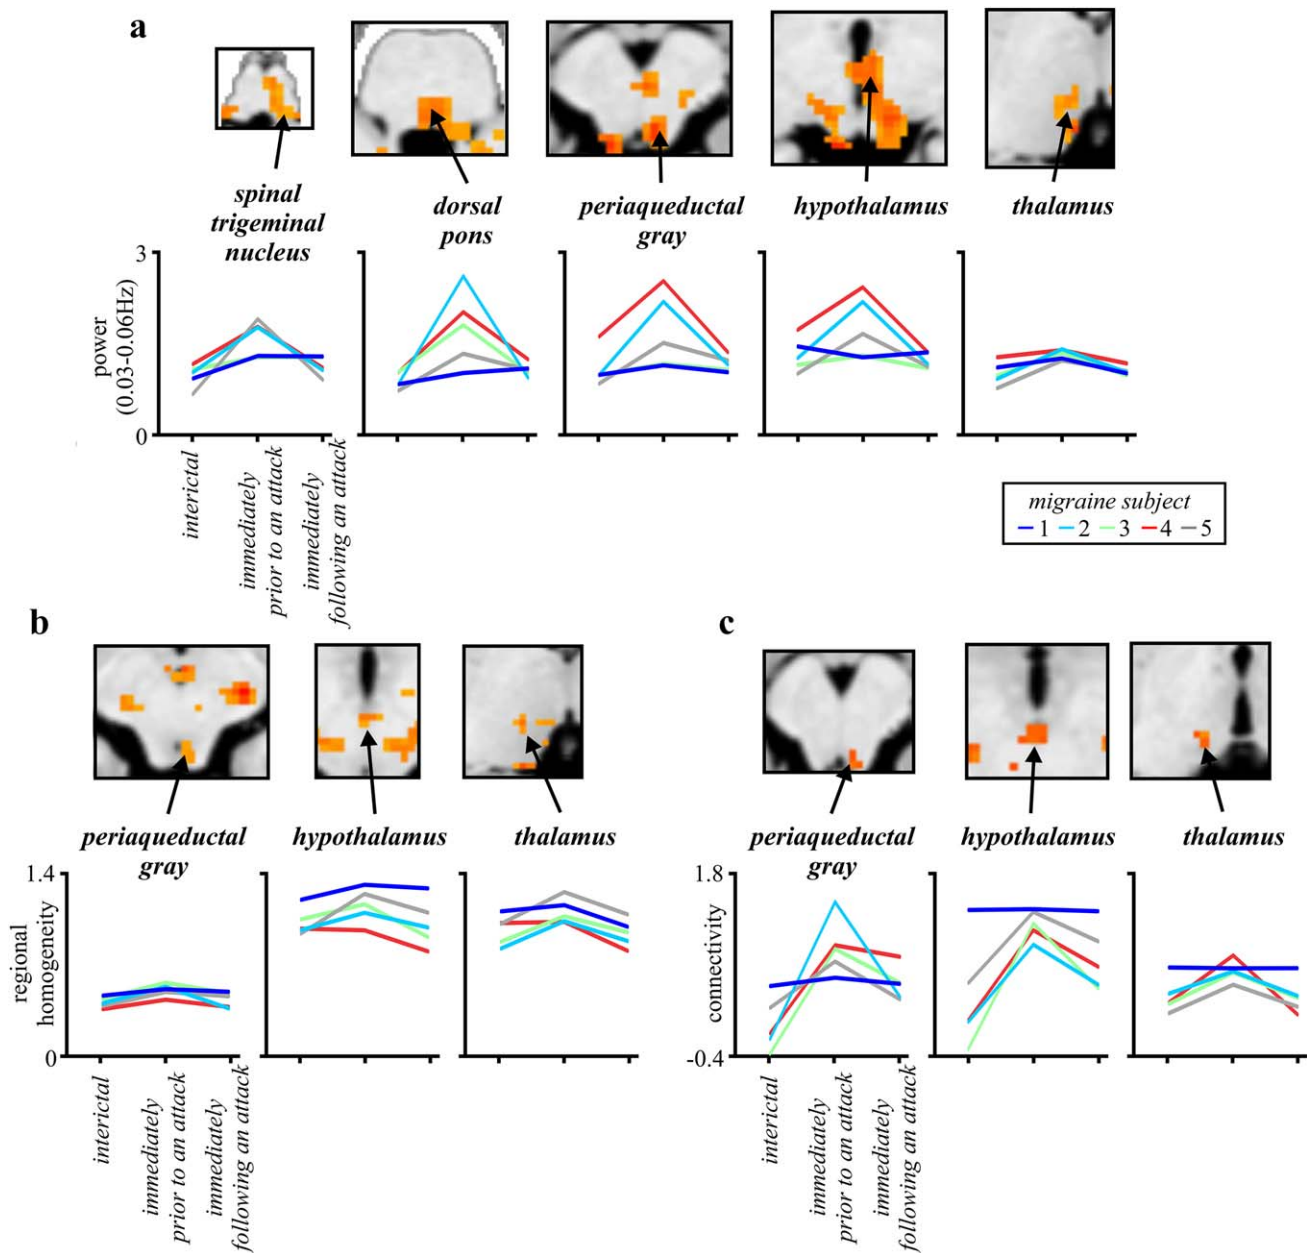 a
spinal
trigeminal
nucleus
dorsal
pons
periaqueductal
gray
hypothalamus
thalamus
3
power
(0.03-0.06Hz)
0
interictal
immediately
prior to an attack
immediately
following an attack
migraine subject
1 2 3 4 5
b
periaqueductal
gray
hypothalamus
thalamus
1.4
regional
homogeneity
0
interictal
immediately
prior to an attack
immediately
following an attack
c
periaqueductal
gray
hypothalamus
thalamus
1.8
connectivity
-0.4
interictal
immediately
prior to an attack
immediately
following an attack